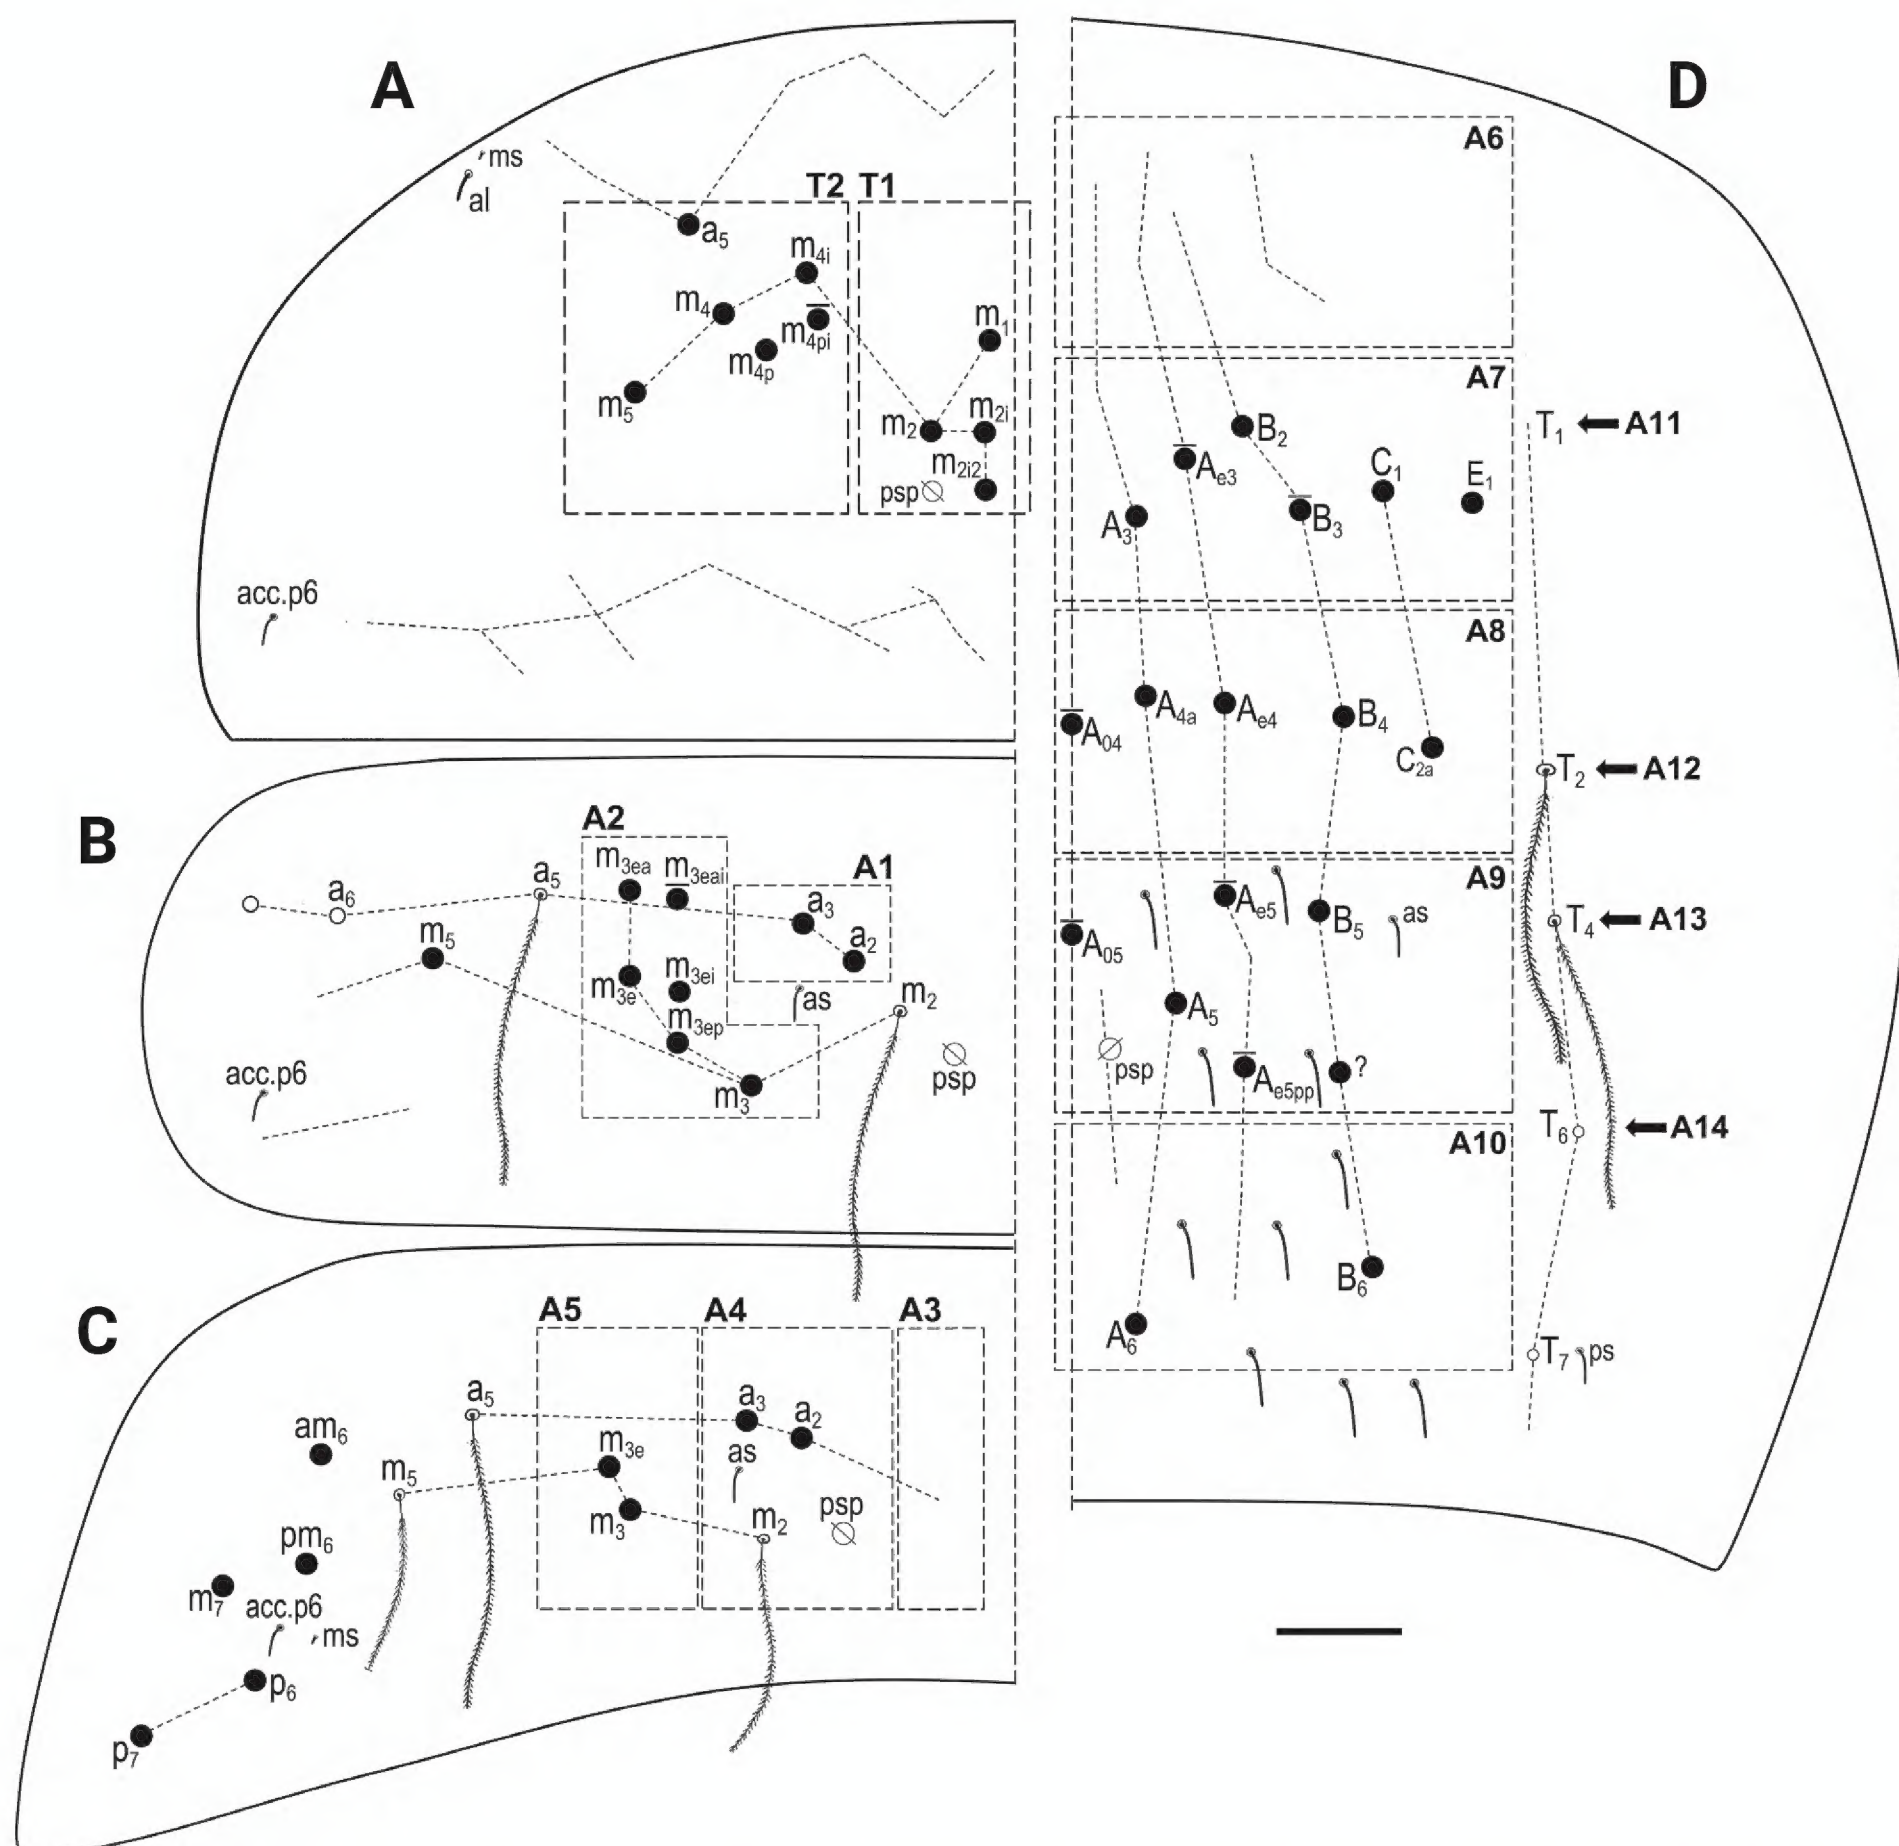 A
ms
al
T2 T1
a5
m4i
m4
m4pi
m4p
m5
m1
m2
m2i
m2i2
psp
acc.p6
B
A2
m3ea
m3eai
A1
a5
a6
a3
a2
m5
m3e
m3ei
as
m2
m3ep
m3
psp
acc.p6
C
A5
A4
A3
a5
a3
a2
am6
m3e
m5
as
m3
m2
psp
pm6
m7
acc.p6
ms
p6
p7
D
A6
A7
B2
T1
A11
Ae3
C1
E1
A3
B3
A8
A04
A4a
Ae4
B4
C2a
T2
A12
A9
Ae5
B5
as
A05
T4
A13
A5
psp
Ae5pp
?
A10
T6
A14
B6
A6
T7
ps